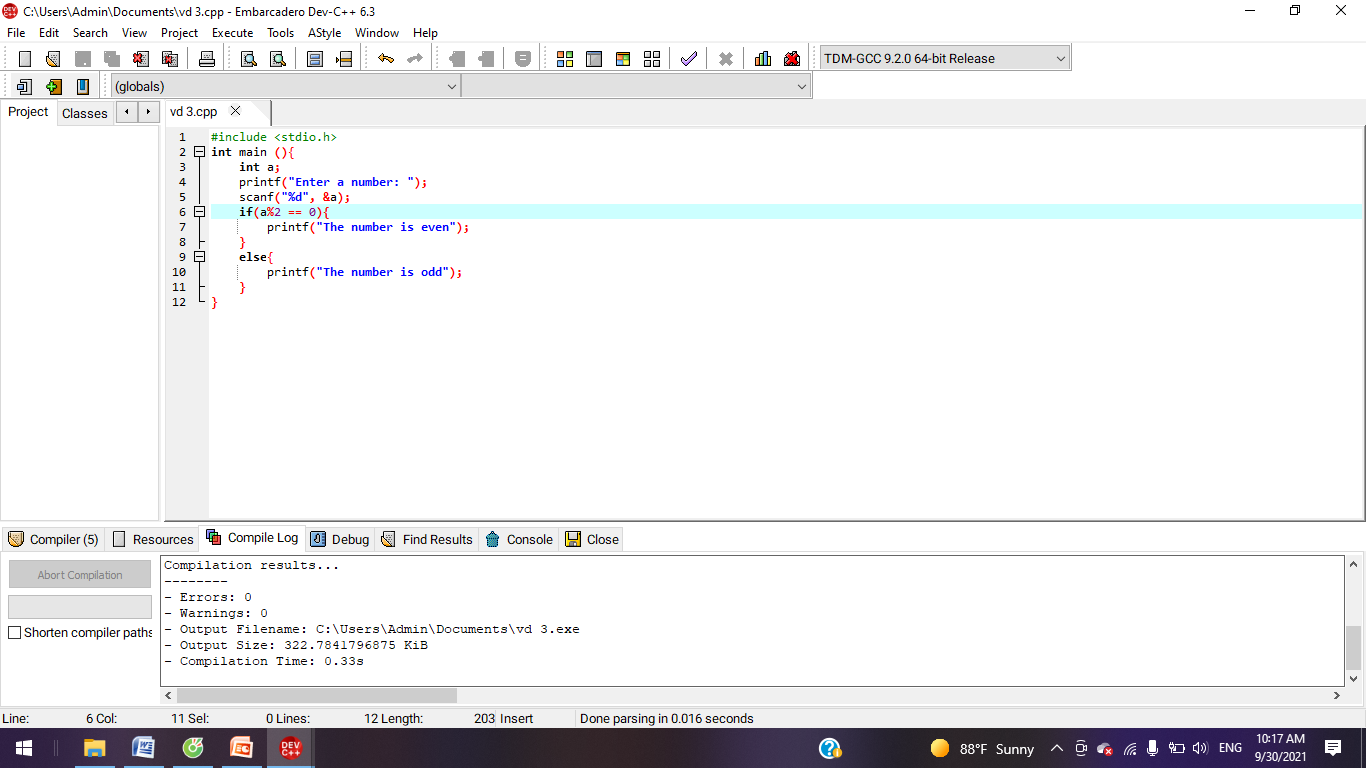 C:\Users\Admin\Documents\vd 3.cpp - Embarcadero Dev-C++ 6.3
File Edit Search View Project Execute Tools AStyle Window Help
TDM-GCC 9.2.0 64-bit Release
(globals)
Project Classes vd 3.cpp
1 #include <stdio.h>
2 int main (){
3 int a;
4 printf("Enter a number: ");
5 scanf("%d", &a);
6 if(a%2 == 0){
7 printf("The number is even");
8 }
9 else{
10 printf("The number is odd");
11 }
12 }
Compiler (5) Resources Compile Log Debug Find Results Console Close
Abort Compilation
Shorten compiler paths
Compilation results...
--------
- Errors: 0
- Warnings: 0
- Output Filename: C:\Users\Admin\Documents\vd 3.exe
- Output Size: 322.7841796875 KiB
- Compilation Time: 0.33s
Line: 6 Col: 11 Sel: 0 Lines: 12 Length: 203 Insert Done parsing in 0.016 seconds
DEV C++
88°F Sunny ENG
10:17 AM
9/30/2021